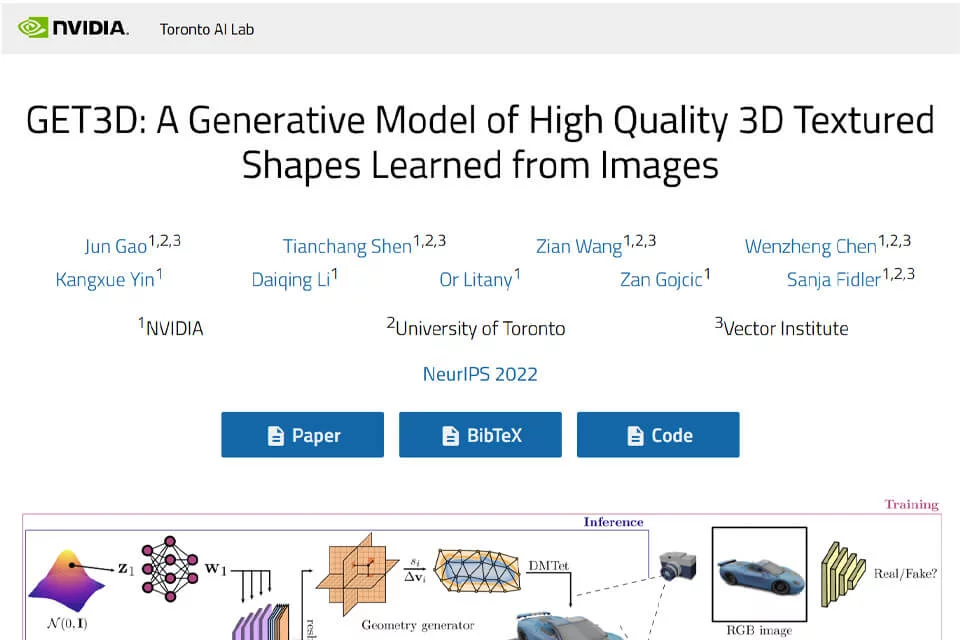 NVIDIA. Toronto AI Lab
GET3D: A Generative Model of High Quality 3D Textured
Shapes Learned from Images
Jun Gao1,2,3 Tianchang Shen1,2,3 Zian Wang1,2,3 Wenzheng Chen1,2,3
Kangxue Yin1 Daiqing Li1 Or Litany1 Zan Gojcic1 Sanja Fidler1,2,3
1NVIDIA 2University of Toronto 3Vector Institute
NeurIPS 2022
Paper BibTeX Code
Training
Inference
z1 w1 si
Δvi DMTet Real/Fake?
N(0, I) Geometry generator RGB image